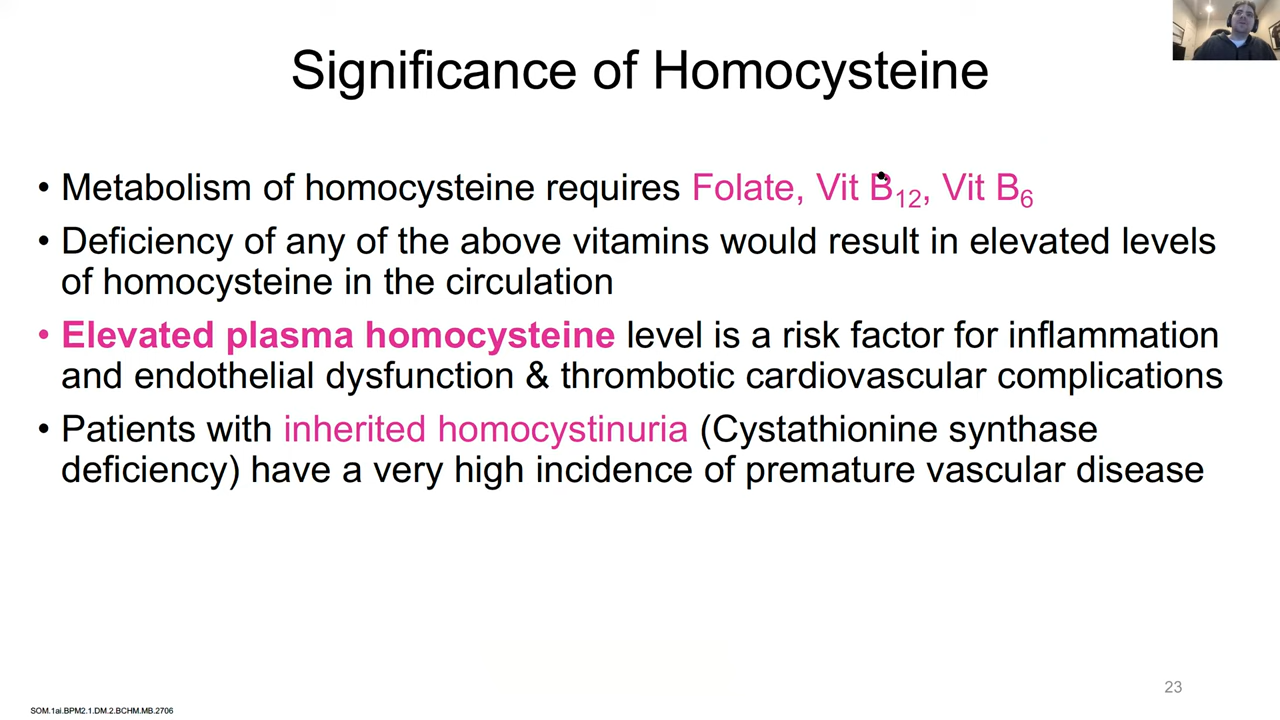 Significance of Homocysteine
• Metabolism of homocysteine requires Folate, Vit B12, Vit B6
• Deficiency of any of the above vitamins would result in elevated levels
of homocysteine in the circulation
• Elevated plasma homocysteine level is a risk factor for inflammation
and endothelial dysfunction & thrombotic cardiovascular complications
• Patients with inherited homocystinuria (Cystathionine synthase
deficiency) have a very high incidence of premature vascular disease
23
SOM.1ai.BPM2.1.DM.2.BCHM.MB.2706